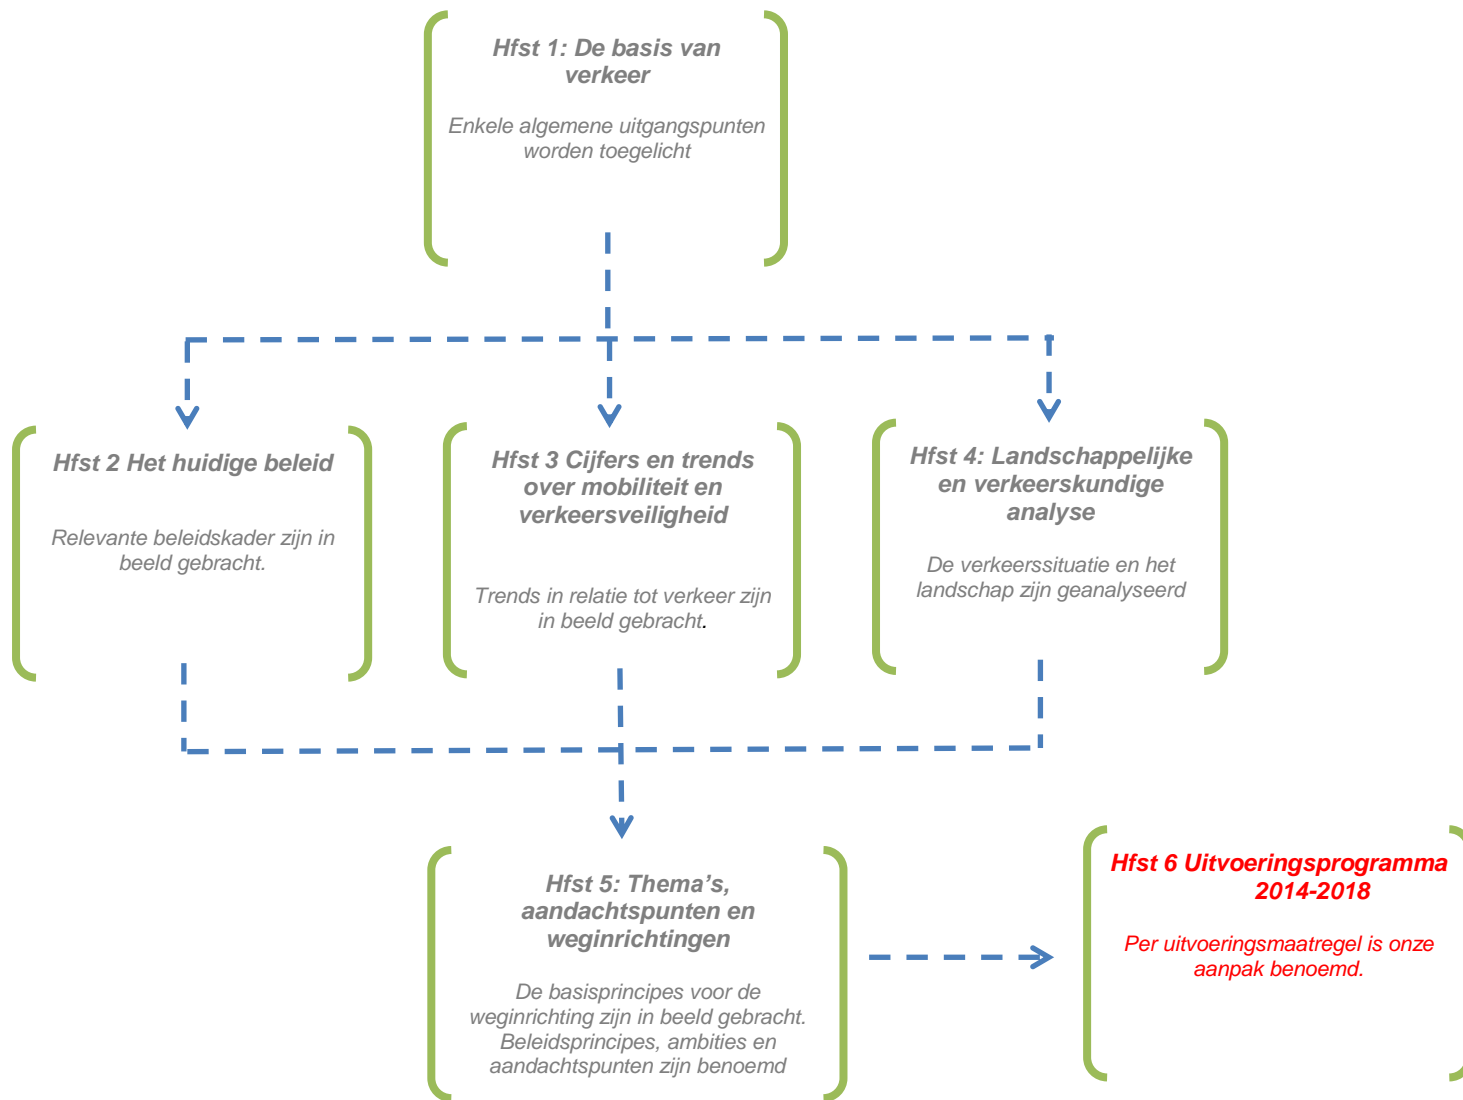 Hfst 1: De basis van
verkeer
Enkele algemene uitgangspunten
worden toegelicht
Hfst 2 Het huidige beleid
Relevante beleidskader zijn in
beeld gebracht.
Hfst 3 Cijfers en trends
over mobiliteit en
verkeersveiligheid
Trends in relatie tot verkeer zijn
in beeld gebracht.
Hfst 4: Landschappelijke
en verkeerskundige
analyse
De verkeerssituatie en het
landschap zijn geanalyseerd
Hfst 5: Thema's,
aandachtspunten en
weginrichtingen
De basisprincipes voor de
weginrichting zijn in beeld gebracht.
Beleidsprincipes, ambities en
aandachtspunten zijn benoemd
Hfst 6 Uitvoeringsprogramma
2014-2018
Per uitvoeringsmaatregel is onze
aanpak benoemd.